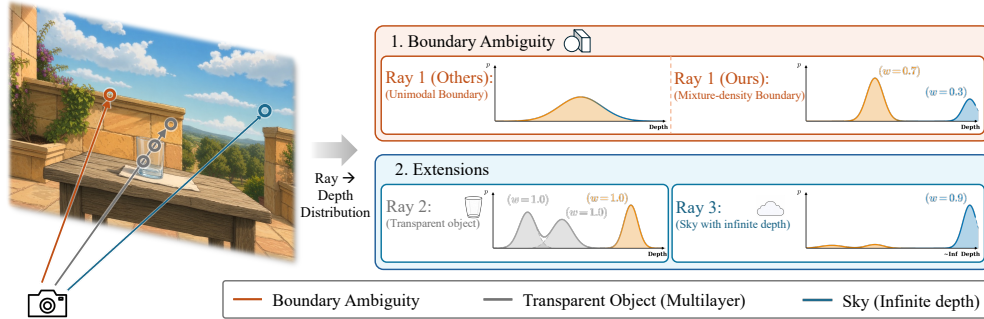 1. Boundary Ambiguity
Ray 1 (Others):
(Unimodal Boundary)
p
Depth
Ray 1 (Ours):
(Mixture-density Boundary)
p
(w=0.7)
(w=0.3)
Depth
Ray →
Depth
Distribution
2. Extensions
Ray 2:
(Transparent object)
p
(w=1.0)
(w=1.0)
(w=1.0)
Depth
Ray 3:
(Sky with infinite depth)
p
(w=0.9)
~Inf Depth
Boundary Ambiguity
Transparent Object (Multilayer)
Sky (Infinite depth)